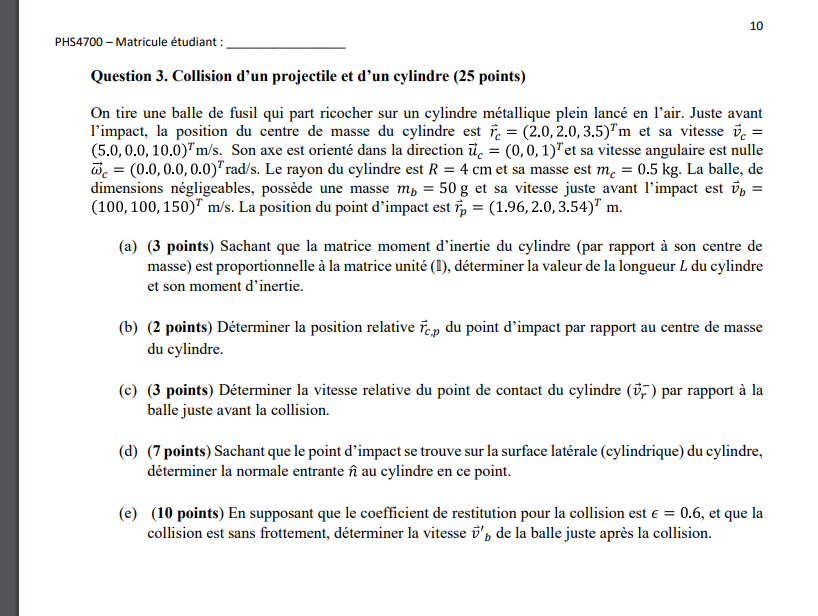 10
PHS4700 – Matricule étudiant : ___________________
Question 3. Collision d’un projectile et d’un cylindre (25 points)
On tire une balle de fusil qui part ricocher sur un cylindre métallique plein lancé en l’air. Juste avant
l’impact, la position du centre de masse du cylindre est r⃗_c = (2.0, 2.0, 3.5)^T m et sa vitesse v⃗_c =
(5.0, 0.0, 10.0)^T m/s. Son axe est orienté dans la direction u⃗_c = (0, 0, 1)^T et sa vitesse angulaire est nulle
ω⃗_c = (0.0, 0.0, 0.0)^T rad/s. Le rayon du cylindre est R = 4 cm et sa masse est m_c = 0.5 kg. La balle, de
dimensions négligeables, possède une masse m_b = 50 g et sa vitesse juste avant l’impact est v⃗_b =
(100, 100, 150)^T m/s. La position du point d’impact est r⃗_p = (1.96, 2.0, 3.54)^T m.
(a) (3 points) Sachant que la matrice moment d’inertie du cylindre (par rapport à son centre de
masse) est proportionnelle à la matrice unité (𝕀), déterminer la valeur de la longueur L du cylindre
et son moment d’inertie.
(b) (2 points) Déterminer la position relative r⃗_c,p du point d’impact par rapport au centre de masse
du cylindre.
(c) (3 points) Déterminer la vitesse relative du point de contact du cylindre (v⃗_r^−) par rapport à la
balle juste avant la collision.
(d) (7 points) Sachant que le point d’impact se trouve sur la surface latérale (cylindrique) du cylindre,
déterminer la normale entrante n̂ au cylindre en ce point.
(e) (10 points) En supposant que le coefficient de restitution pour la collision est ϵ = 0.6, et que la
collision est sans frottement, déterminer la vitesse v⃗′_b de la balle juste après la collision.